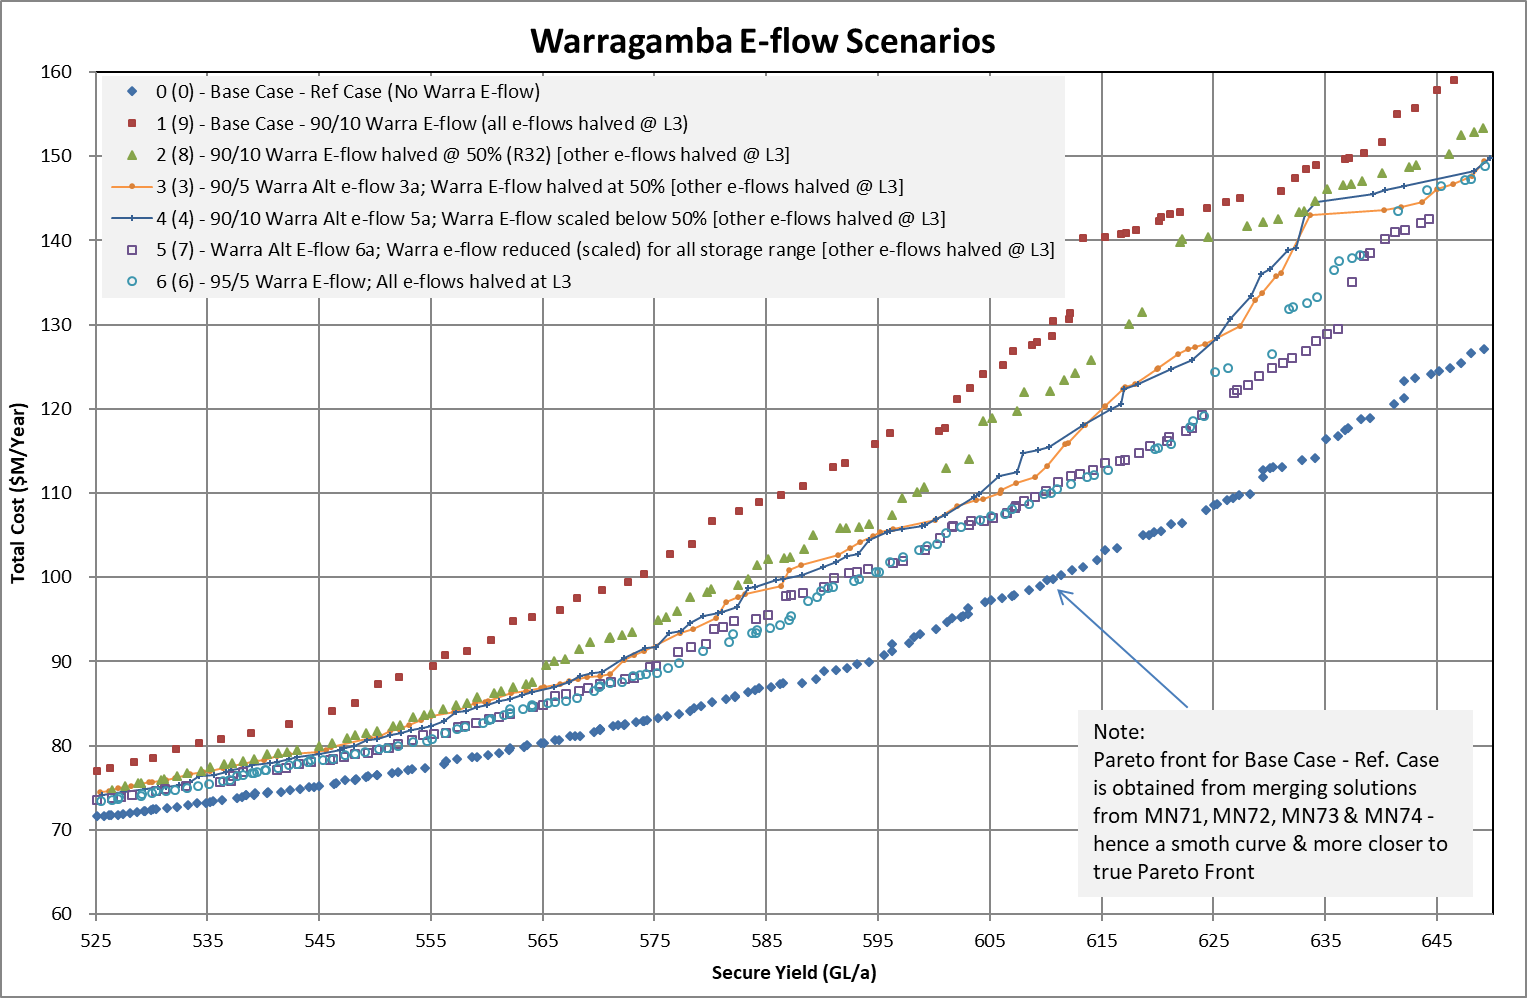 Warragamba E-flow Scenarios
160
150
140
130
120
110
100
90
80
70
60
Total Cost ($M/Year)
0 (0) - Base Case - Ref Case (No Warra E-flow)
1 (9) - Base Case - 90/10 Warra E-flow (all e-flows halved @ L3)
2 (8) - 90/10 Warra E-flow halved @ 50% (R32) [other e-flows halved @ L3]
3 (3) - 90/5 Warra Alt e-flow 3a; Warra E-flow halved at 50% [other e-flows halved @ L3]
4 (4) - 90/10 Warra Alt e-flow 5a; Warra E-flow scaled below 50% [other e-flows halved @ L3]
5 (7) - Warra Alt E-flow 6a; Warra e-flow reduced (scaled) for all storage range [other e-flows halved @ L3]
6 (6) - 95/5 Warra E-flow; All e-flows halved at L3
Note:
Pareto front for Base Case - Ref. Case
is obtained from merging solutions
from MN71, MN72, MN73 & MN74 -
hence a smoth curve & more closer to
true Pareto Front
525 535 545 555 565 575 585 595 605 615 625 635 645
Secure Yield (GL/a)